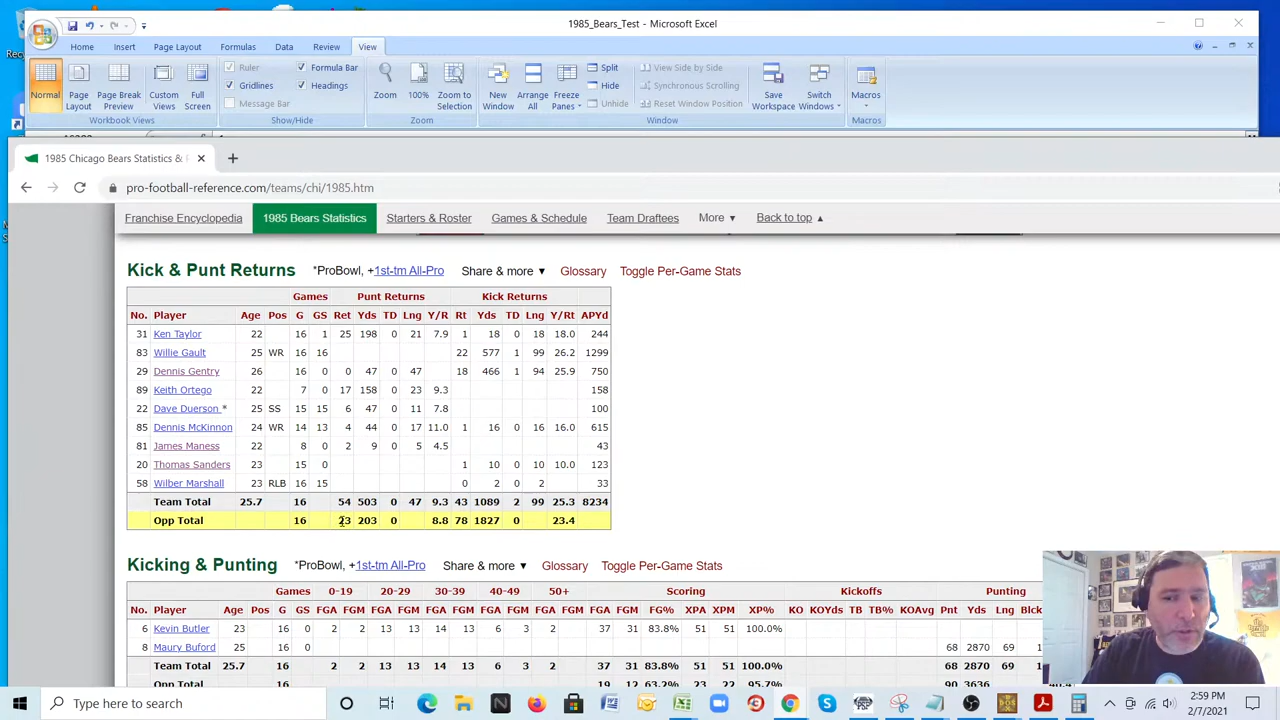 1985_Bears_Test - Microsoft Excel
Home Insert Page Layout Formulas Data Review View
Ruler Formula Bar
Gridlines Headings
Message Bar
Normal Page Layout Page Break Preview Custom Views Full Screen
Zoom 100% Zoom to Selection
New Window Arrange All Freeze Panes
Split
Hide
Unhide
View Side by Side
Synchronous Scrolling
Reset Window Position
Save Workspace Switch Windows
Macros
Workbook Views Show/Hide Zoom Window Macros
1985 Chicago Bears Statistics &
pro-football-reference.com/teams/chi/1985.htm
Franchise Encyclopedia 1985 Bears Statistics Starters & Roster Games & Schedule Team Draftees More ▼ Back to top ▲
Kick & Punt Returns *ProBowl, +1st-tm All-Pro Share & more ▼ Glossary Toggle Per-Game Stats
Games Punt Returns Kick Returns
No. Player Age Pos G GS Ret Yds TD Lng Y/R Rt Yds TD Lng Y/Rt APYd
31 Ken Taylor 22 16 1 25 198 0 21 7.9 1 18 0 18 18.0 244
83 Willie Gault 25 WR 16 16 22 577 1 99 26.2 1299
29 Dennis Gentry 26 16 0 0 47 0 47 18 466 1 94 25.9 750
89 Keith Ortego 22 7 0 17 158 0 23 9.3 158
22 Dave Duerson * 25 SS 15 15 6 47 0 11 7.8 100
85 Dennis McKinnon 24 WR 14 13 4 44 0 17 11.0 1 16 0 16 16.0 613
81 James Maness 22 8 0 2 9 0 5 4.5 43
20 Thomas Sanders 23 15 0 1 10 0 10 10.0 123
58 Wilber Marshall 23 RLB 16 15 0 2 0 2 33
Team Total 25.7 16 54 503 0 47 9.3 43 1089 2 99 25.3 8234
Opp Total 16 23 203 0 8.8 78 1827 0 23.4
Kicking & Punting *ProBowl, +1st-tm All-Pro Share & more ▼ Glossary Toggle Per-Game Stats
Games 0-19 20-29 30-39 40-49 50+ Scoring Kickoffs Punting
No. Player Age Pos G GS FGA FGM FGA FGM FGA FGM FGA FGM FGA FGM FGA FGM FG% XPA XPM XP% KO KOYds TB TB% KOAvg Pnt Yds Lng Blck
6 Kevin Butler 23 16 0 2 2 13 13 14 13 6 3 2 37 31 83.8% 51 51 100.0%
8 Maury Buford 25 16 0 68 2870 69 1
Team Total 25.7 16 2 2 13 13 14 13 6 3 2 37 31 83.8% 51 51 100.0% 68 2870 69 1
Opp Total 16 19 12 63.2% 23 22 95.7% 90 3636
Type here to search
2:59 PM
2/7/2021